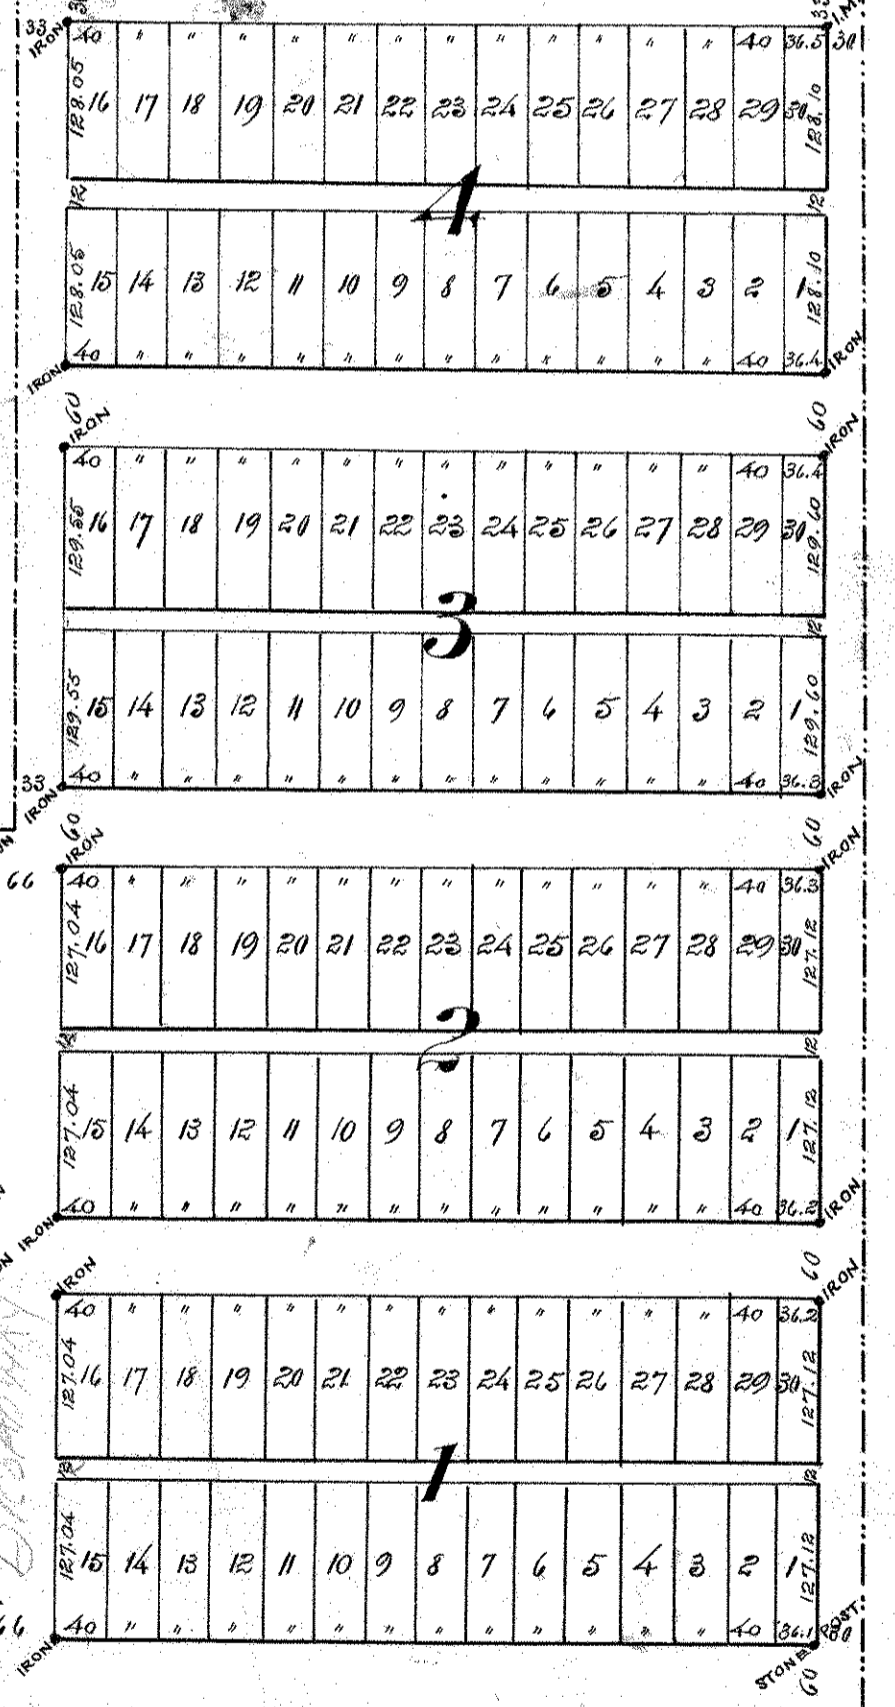 33 33
IRON I.M.
40 " " " " " " " " " " " " 40 36.5 30
128.05 16 17 18 19 20 21 22 23 24 25 26 27 28 29 30 128.10
12 4 12
128.05 15 14 13 12 11 10 9 8 7 6 5 4 3 2 1 128.10
40 " " " " " " " " " " " " 40 36.4
IRON IRON
60 60
IRON IRON
40 " " " " " " " " " " " " 40 36.4
129.55 16 17 18 19 20 21 22 23 24 25 26 27 28 29 30 129.60
3 12
129.55 15 14 13 12 11 10 9 8 7 6 5 4 3 2 1 129.60
33 40 " " " " " " " " " " " " 40 36.3
IRON IRON
60 60
IRON IRON
66 40 " " " " " " " " " " " " 40 36.3
127.04 16 17 18 19 20 21 22 23 24 25 26 27 28 29 30 127.12
12 2 12
127.04 15 14 13 12 11 10 9 8 7 6 5 4 3 2 1 127.12
40 " " " " " " " " " " " " 40 36.2
IRON IRON
60
IRON IRON
40 " " " " " " " " " " " " 40 36.2
127.04 16 17 18 19 20 21 22 23 24 25 26 27 28 29 30 127.12
12 1 12
127.04 15 14 13 12 11 10 9 8 7 6 5 4 3 2 1 127.12
40 " " " " " " " " " " " " 40 36.1
IRON STONE POST
60
BROADWAY